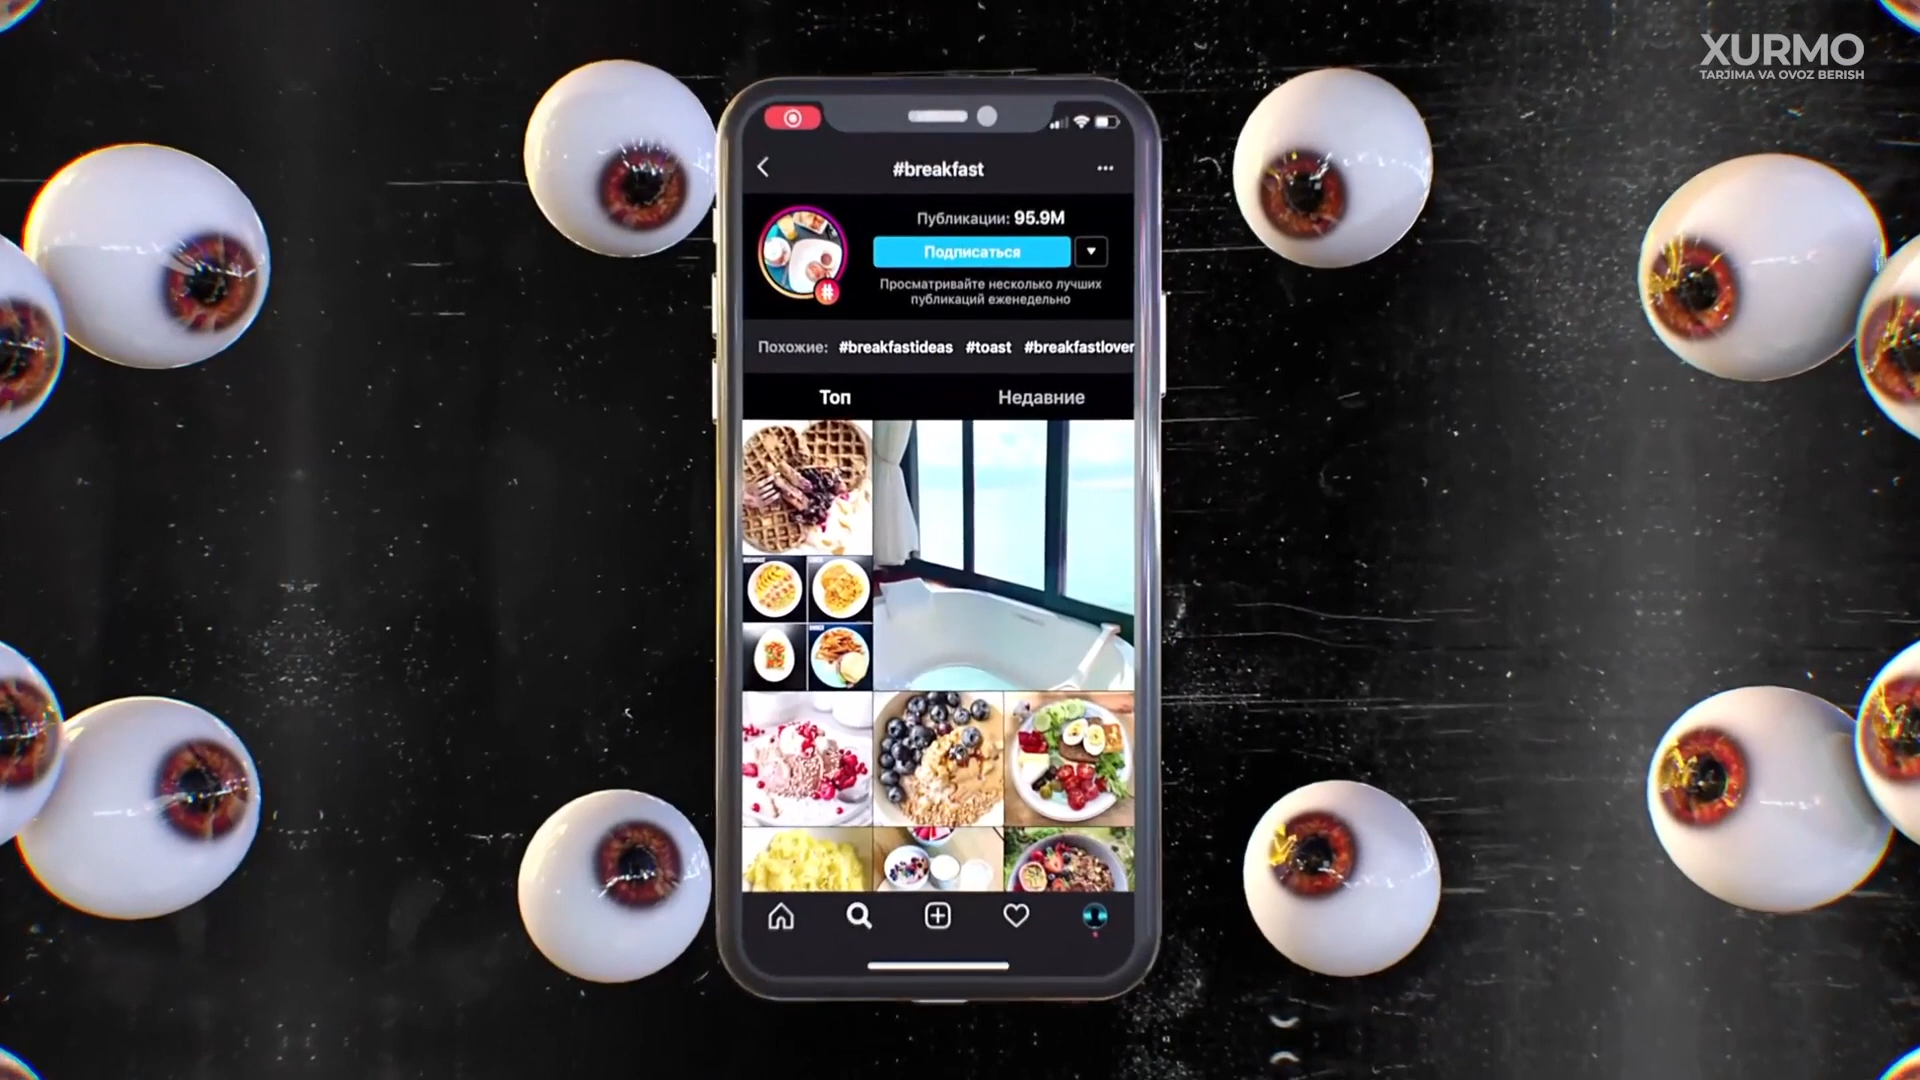 XURMO
TARJIMA VA OVOZ BERISH
#breakfast
Публикации: 95.9M
Подписаться
Просматривайте несколько лучших
публикаций еженедельно
Похожие: #breakfastideas #toast #breakfastlover
Топ Недавние